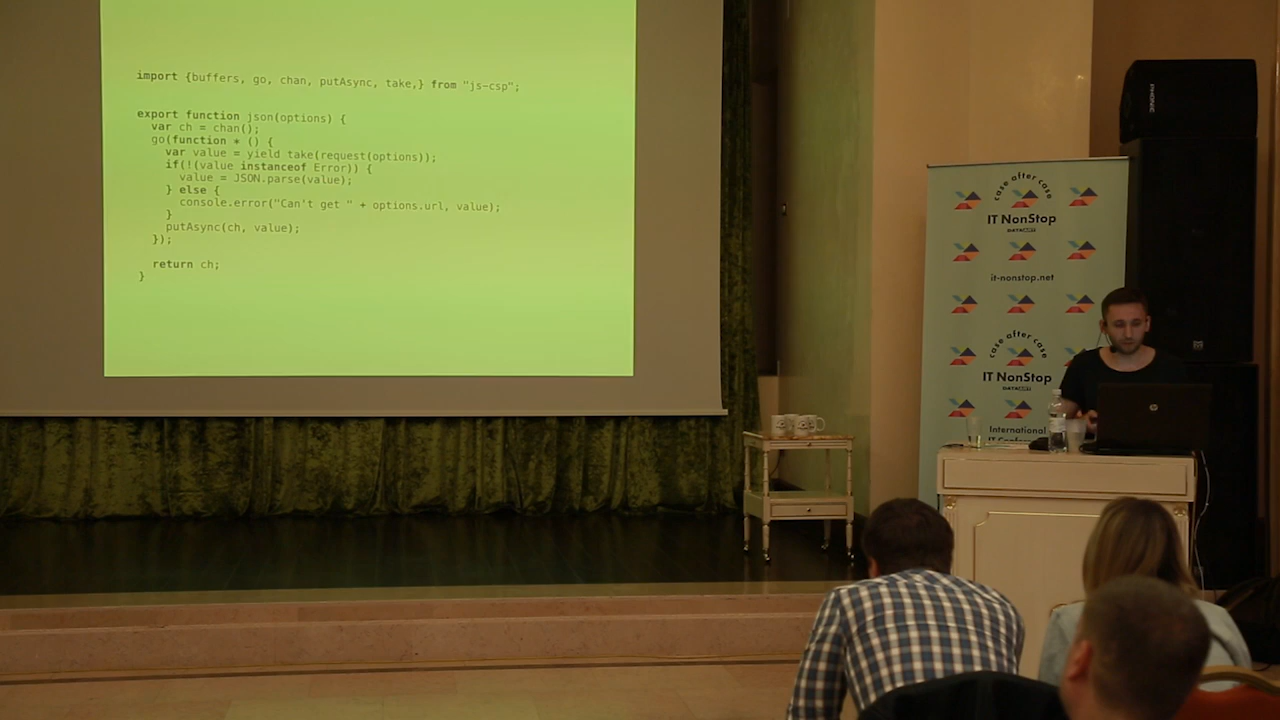 import {buffers, go, chan, putAsync, take,} from "js-csp";
export function json(options) {
var ch = chan();
go(function * () {
var value = yield take(request(options));
if(!(value instanceof Error)) {
value = JSON.parse(value);
} else {
console.error("Can't get " + options.url, value);
}
putAsync(ch, value);
});
return ch;
}
case after case
IT NonStop
it-nonstop.net
case after case
IT NonStop
International
hp